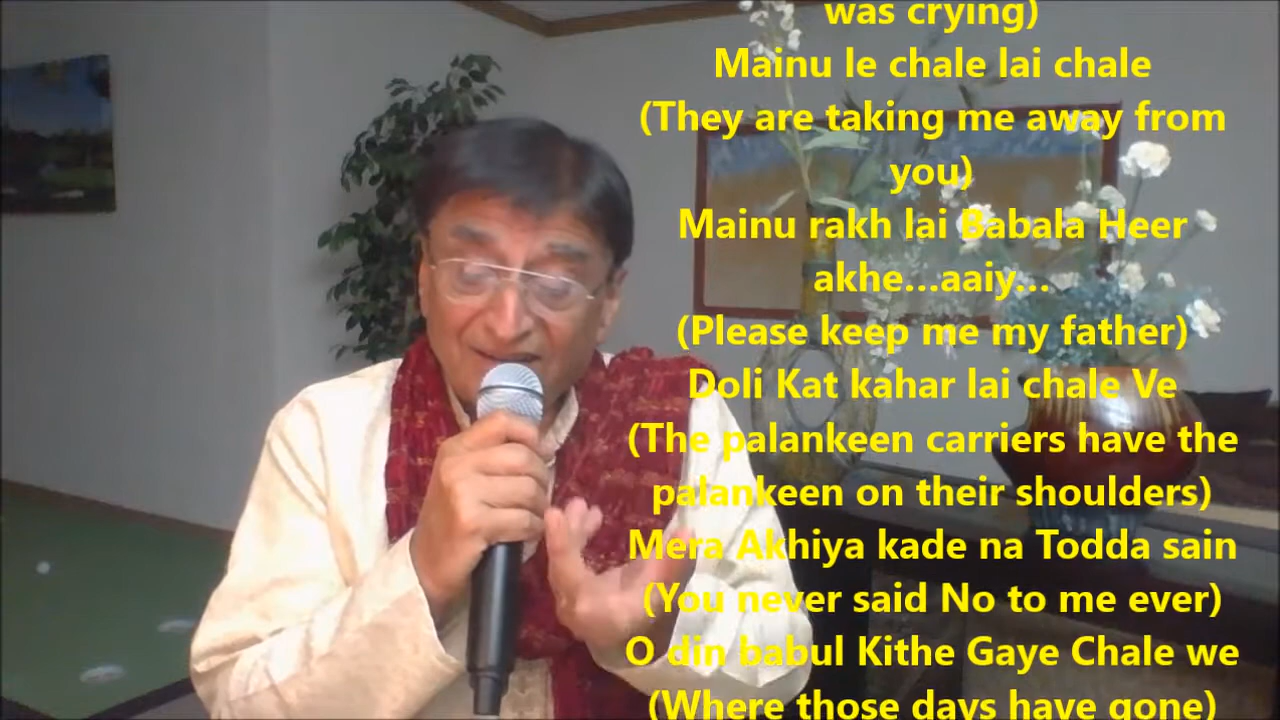 was crying)
Mainu le chale lai chale
(They are taking me away from
you)
Mainu rakh lai Babala Heer
akhe...aaiy...
(Please keep me my father)
Doli Kat kahar lai chale Ve
(The palankeen carriers have the
palankeen on their shoulders)
Mera Akhiya kade na Todda sain
(You never said No to me ever)
O din babul Kithe Gaye Chale we
(Where those days have gone)